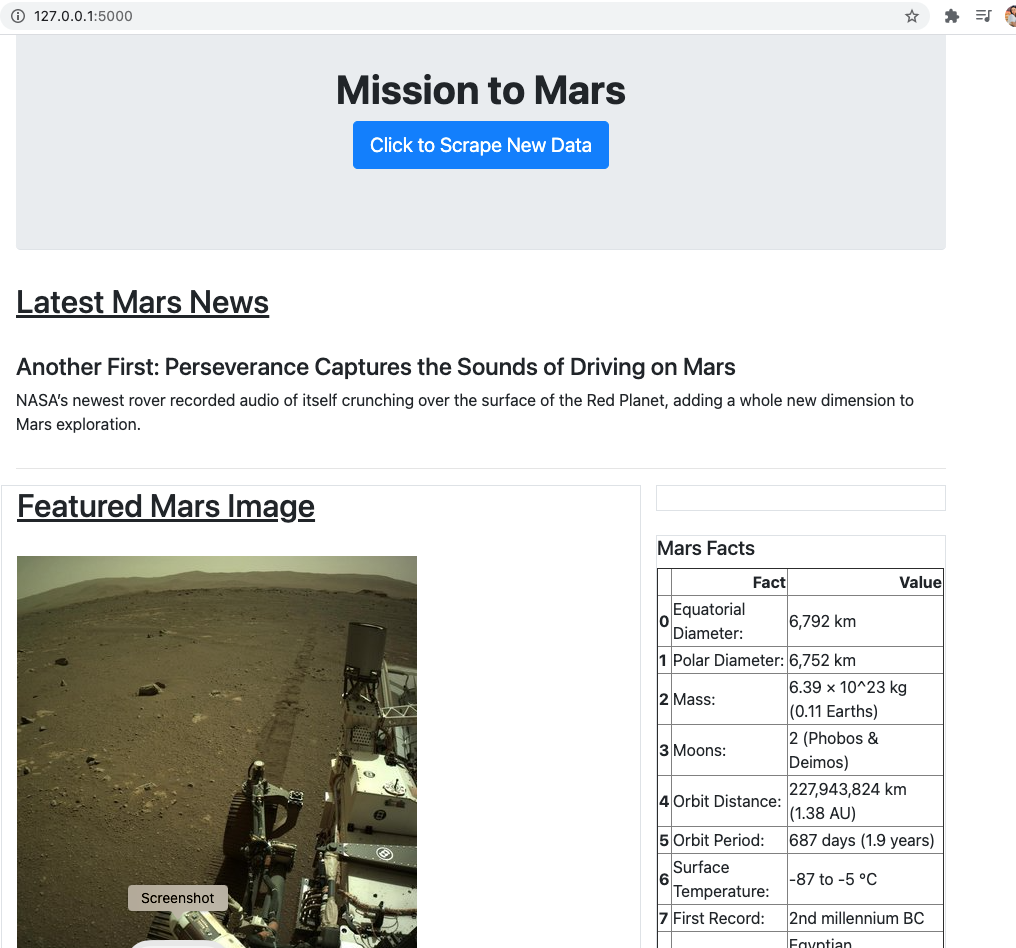 127.0.0.1:5000
Mission to Mars
Click to Scrape New Data
Latest Mars News
Another First: Perseverance Captures the Sounds of Driving on Mars
NASA’s newest rover recorded audio of itself crunching over the surface of the Red Planet, adding a whole new dimension to
Mars exploration.
Featured Mars Image
Screenshot
Mars Facts
Fact Value
0 Equatorial Diameter: 6,792 km
1 Polar Diameter: 6,752 km
2 Mass: 6.39 × 10^23 kg (0.11 Earths)
3 Moons: 2 (Phobos & Deimos)
4 Orbit Distance: 227,943,824 km (1.38 AU)
5 Orbit Period: 687 days (1.9 years)
6 Surface Temperature: -87 to -5 °C
7 First Record: 2nd millennium BC
Egyptian